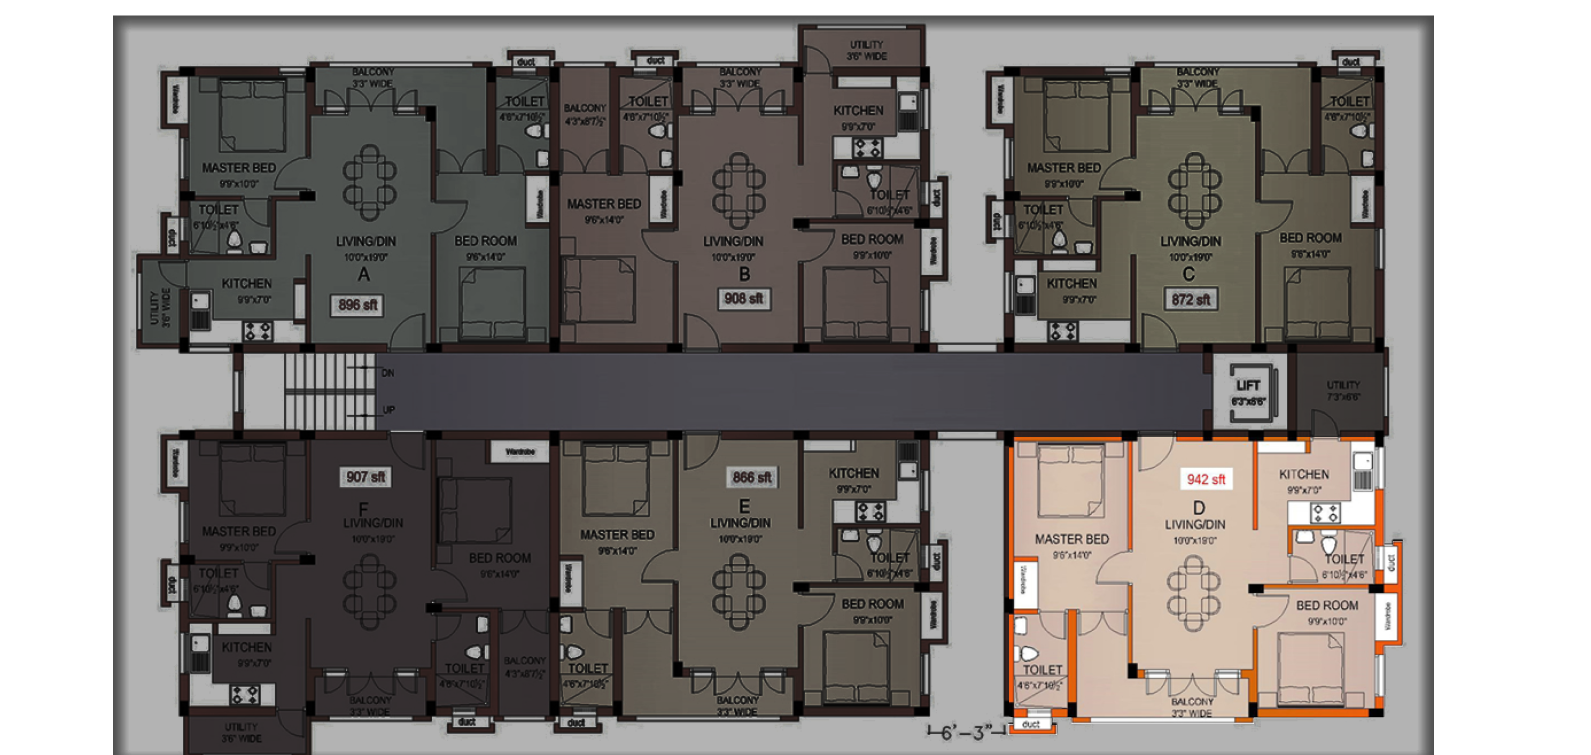 UTILITY
3'6" WIDE
duct
duct
duct
BALCONY
3'3" WIDE
BALCONY
3'3" WIDE
BALCONY
3'3" WIDE
Wardrobe
TOILET
4'6"x7'10½"
BALCONY
4'3"x6'7½"
TOILET
4'6"x7'10½"
KITCHEN
9'9"x7'0"
Wardrobe
TOILET
4'6"x7'10½"
MASTER BED
9'9"x10'0"
MASTER BED
9'9"x10'0"
TOILET
6'10½"x4'6"
duct
Wardrobe
MASTER BED
9'6"x14'0"
Wardrobe
TOILET
6'10½"x4'6"
duct
TOILET
6'10½"x4'6"
duct
Wardrobe
LIVING/DIN
10'0"x19'0"
A
896 sft
BED ROOM
9'6"x14'0"
LIVING/DIN
10'0"x19'0"
B
908 sft
BED ROOM
9'9"x10'0"
Wardrobe
LIVING/DIN
10'0"x19'0"
C
872 sft
BED ROOM
9'6"x14'0"
UTILITY
3'6" WIDE
KITCHEN
9'9"x7'0"
KITCHEN
9'9"x7'0"
DN
UP
LIFT
6'3"x6'6"
UTILITY
7'3"x6'6"
Wardrobe
907 sft
F
LIVING/DIN
10'0"x19'0"
Wardrobe
866 sft
E
LIVING/DIN
10'0"x19'0"
KITCHEN
9'9"x7'0"
942 sft
D
LIVING/DIN
10'0"x19'0"
KITCHEN
9'9"x7'0"
MASTER BED
9'9"x10'0"
BED ROOM
9'6"x14'0"
MASTER BED
9'6"x14'0"
MASTER BED
9'6"x14'0"
TOILET
6'10½"x4'6"
duct
Wardrobe
TOILET
6'10½"x4'6"
duct
Wardrobe
TOILET
6'10½"x4'6"
duct
BED ROOM
9'9"x10'0"
Wardrobe
BED ROOM
9'9"x10'0"
Wardrobe
KITCHEN
9'9"x7'0"
TOILET
4'6"x7'10½"
BALCONY
4'3"x6'7½"
TOILET
4'6"x7'10½"
TOILET
4'6"x7'10½"
BALCONY
3'3" WIDE
BALCONY
3'3" WIDE
BALCONY
3'3" WIDE
UTILITY
3'6" WIDE
duct
duct
duct
6'-3"